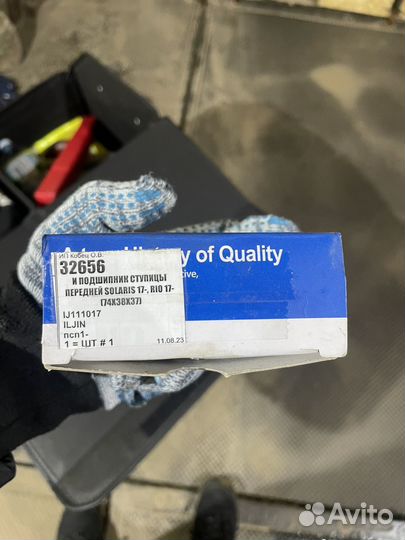 of Quality
ИП Кобец О.В.
32656
И ПОДШИПНИК СТУПИЦЫ
ПЕРЕДНЕЙ SOLARIS 17-, RIO 17-
(74X38X37)
IJ111017
ILJIN
псп1-
1 = ШТ # 1
11.08.23
Avito